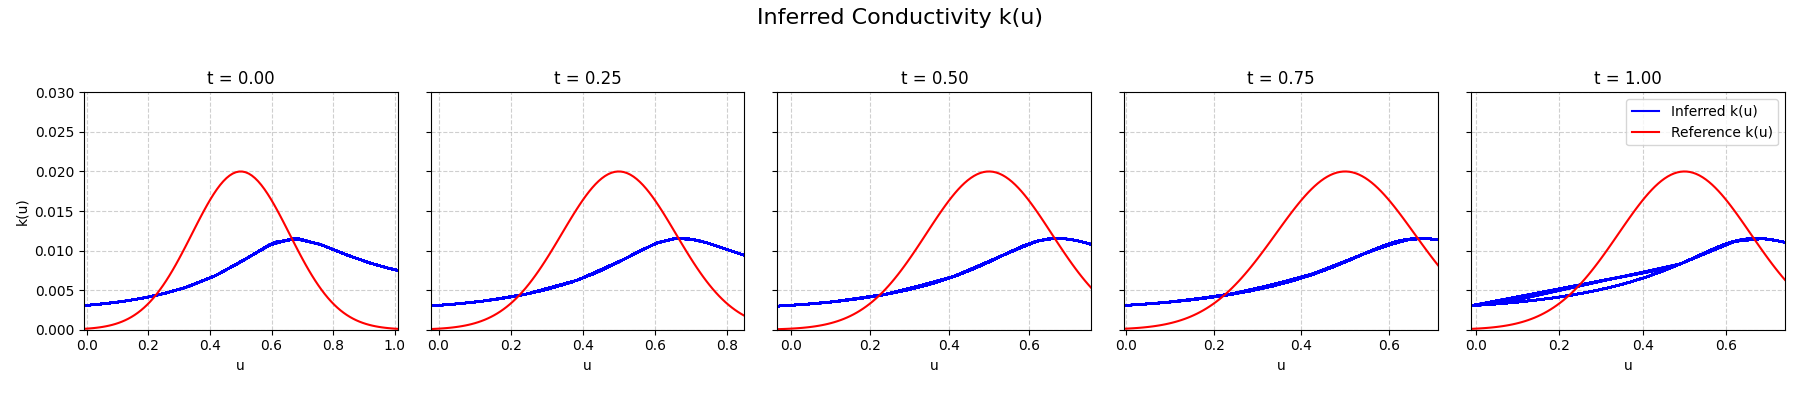 Inferred Conductivity k(u)
t = 0.00
t = 0.25
t = 0.50
t = 0.75
t = 1.00
k(u)
0.030
0.025
0.020
0.015
0.010
0.005
0.000
Inferred k(u)
Reference k(u)
0.0 0.2 0.4 0.6 0.8 1.0
0.0 0.2 0.4 0.6 0.8
0.0 0.2 0.4 0.6
0.0 0.2 0.4 0.6
0.0 0.2 0.4 0.6
u
u
u
u
u